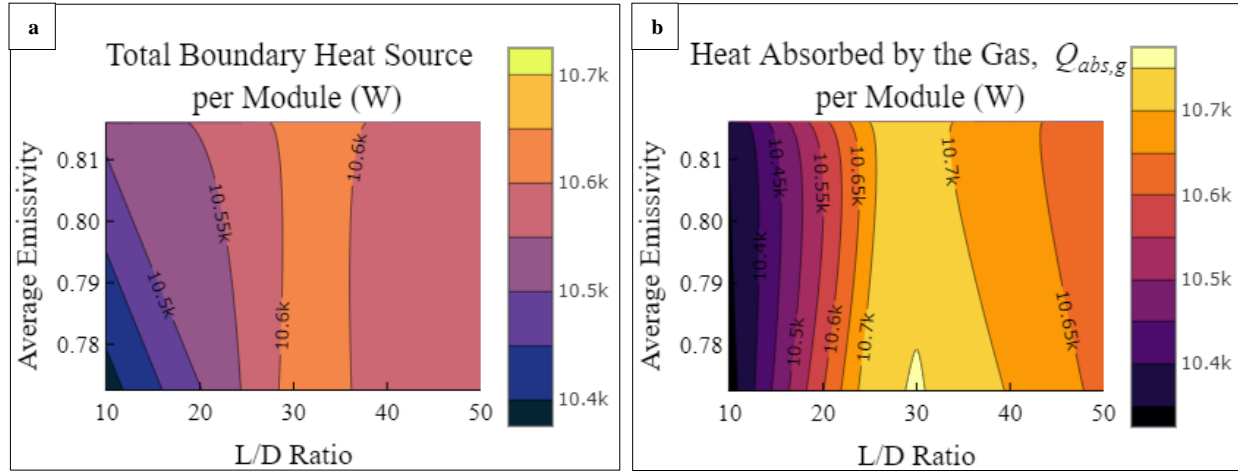 a
Total Boundary Heat Source
per Module (W)
Average Emissivity
0.81
0.80
0.79
0.78
10
20
30
40
50
L/D Ratio
10.5k
10.55k
10.6k
10.6k
10.7k
10.6k
10.5k
10.4k
b
Heat Absorbed by the Gas, Qabs,g
per Module (W)
Average Emissivity
0.81
0.80
0.79
0.78
10
20
30
40
50
L/D Ratio
10.4k
10.45k
10.5k
10.55k
10.6k
10.65k
10.7k
10.7k
10.65k
10.7k
10.6k
10.5k
10.4k